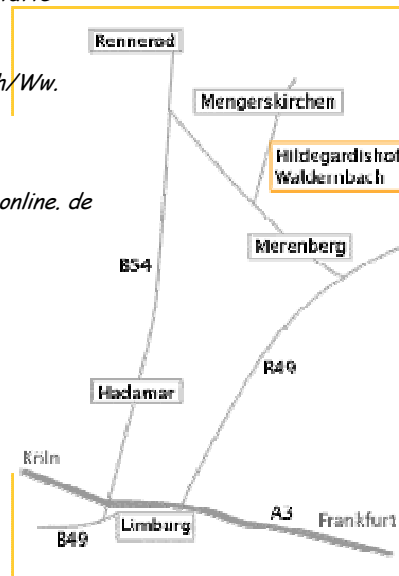 Rennerod
h/Ww.
Mengerskirchen
Hildegardishof
Waldernbach
online. de
Merenberg
B54
B49
Hadamar
Köln
Limburg
A3
Frankfurt
B49